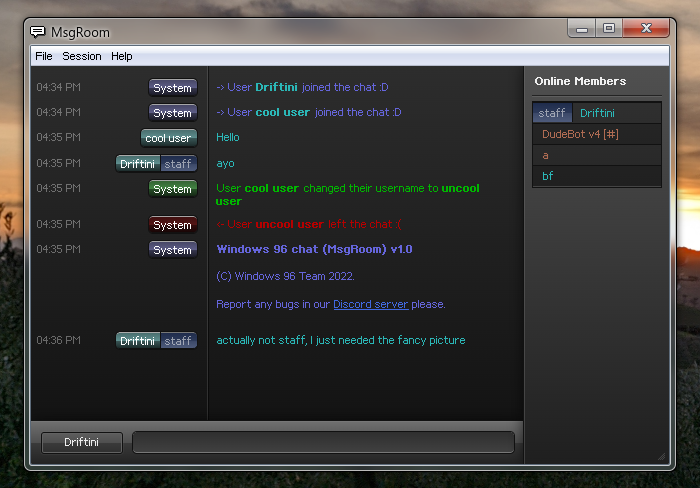 MsgRoom
File Session Help
04:34 PM System -> User Driftini joined the chat :D
04:34 PM System -> User cool user joined the chat :D
04:35 PM cool user Hello
04:35 PM Driftini staff ayo
04:35 PM System User cool user changed their username to uncool
user
04:35 PM System <- User uncool user left the chat :(
04:35 PM System Windows 96 chat (MsgRoom) v1.0
(C) Windows 96 Team 2022.
Report any bugs in our Discord server please.
04:36 PM Driftini staff actually not staff, I just needed the fancy picture
Driftini
Online Members
staff Driftini
DudeBot v4 [#]
a
bf